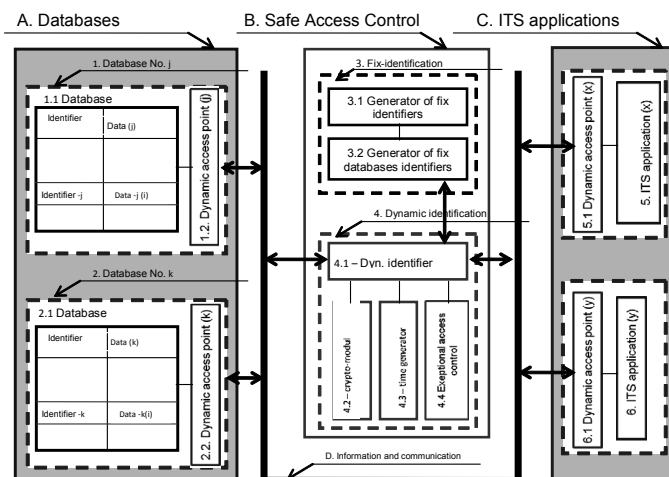 A. Databases
B. Safe Access Control
C. ITS applications
1. Database No. j
1.1 Database
Identifier
Data (j)
Identifier -j
Data -j (i)
1.2. Dynamic access point (j)
2. Database No. k
2.1 Database
Identifier
Data (k)
Identifier -k
Data -k(i)
2.2. Dynamic access point (k)
3. Fix-identification
3.1 Generator of fix
identifiers
3.2 Generator of fix
databases identifiers
4. Dynamic identification
4.1 – Dyn. identifier
4.2 – crypto-modul
4.3 – time generator
4.4 Exeptional access
control
D. Information and communication
5.1 Dynamic access point (x)
5. ITS application (x)
6.1 Dynamic access point (y)
6. ITS application (y)